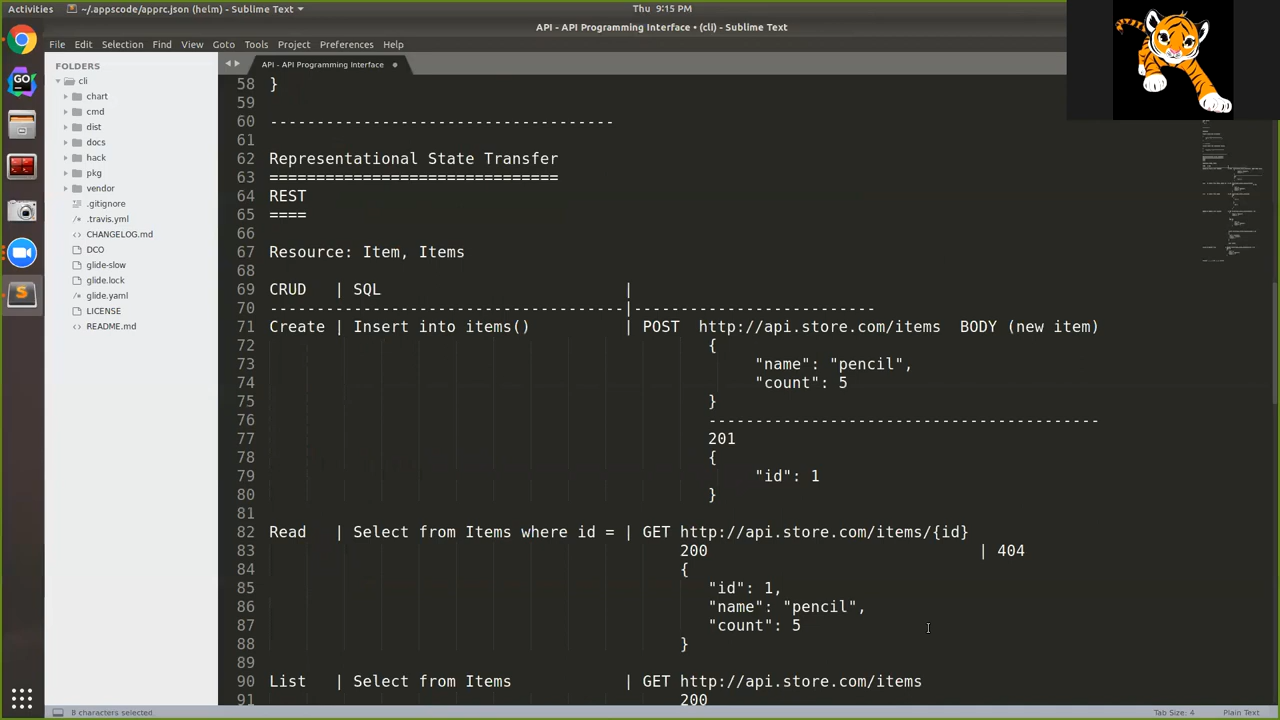 Activities
~/.appscode/apprc.json (helm) - Sublime Text
Thu 9:15 PM
API - API Programming Interface • (cli) - Sublime Text
File Edit Selection Find View Goto Tools Project Preferences Help
FOLDERS
cli
chart
cmd
dist
docs
hack
pkg
vendor
.gitignore
.travis.yml
CHANGELOG.md
DCO
glide-slow
glide.lock
glide.yaml
LICENSE
README.md
GO
API - API Programming Interface
58 }
59
60 -------------------------------------
61
62 Representational State Transfer
63 ===============================
64 REST
65 ====
66
67 Resource: Item, Items
68
69 CRUD | SQL |
70 --------------------------------------|--------------------------
71 Create | Insert into items() | POST http://api.store.com/items BODY (new item)
72 {
73 "name": "pencil",
74 "count": 5
75 }
76 ------------------------------------------
77 201
78 {
79 "id": 1
80 }
81
82 Read | Select from Items where id = | GET http://api.store.com/items/{id}
83 200 | 404
84 {
85 "id": 1,
86 "name": "pencil",
87 "count": 5
88 }
89
90 List | Select from Items | GET http://api.store.com/items
91 200
8 characters selected
Tab Size: 4
Plain Text